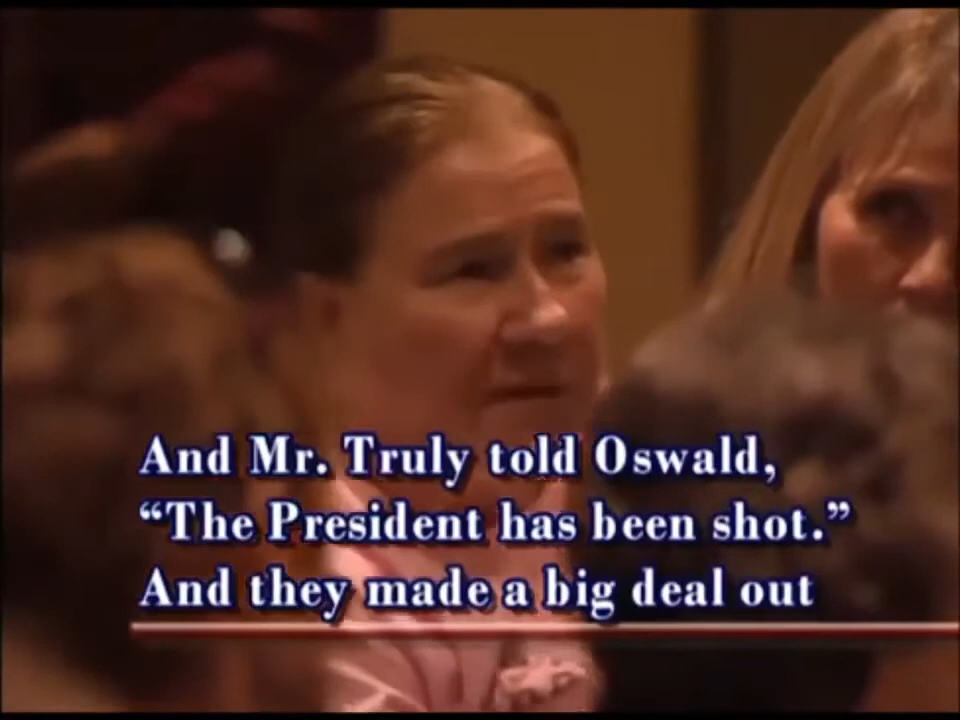 And Mr. Truly told Oswald,
“The President has been shot.”
And they made a big deal out